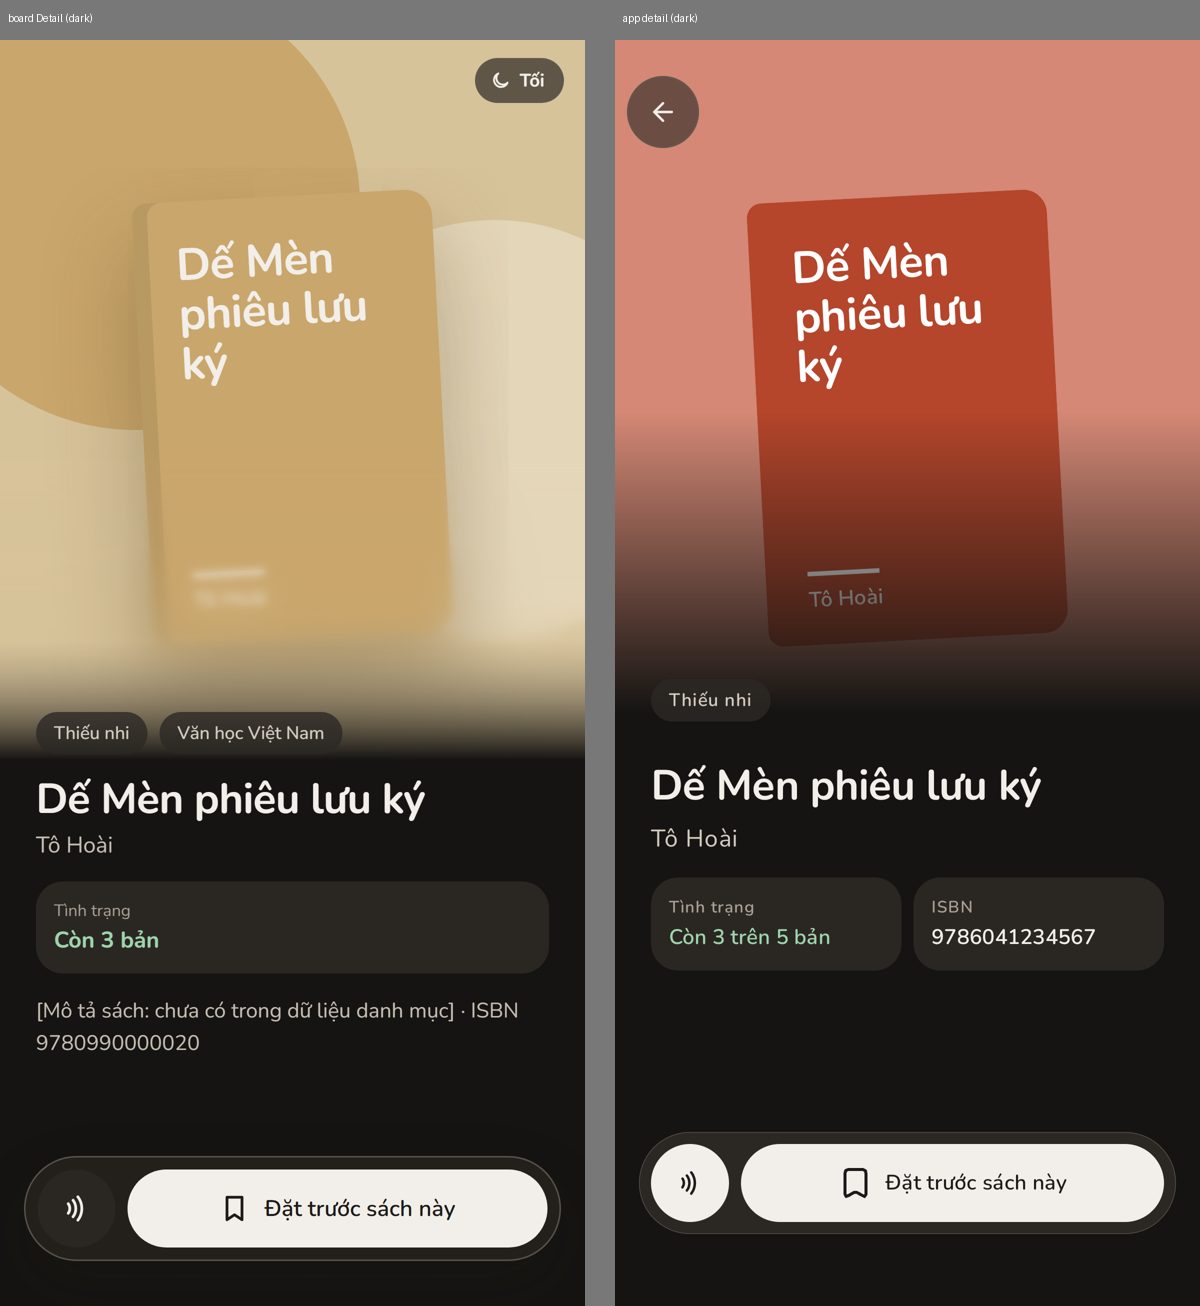 board Detail (dark)
Tối
Dế Mèn
phiêu lưu
ký
Tô Hoài
Thiếu nhi
Văn học Việt Nam
Dế Mèn phiêu lưu ký
Tô Hoài
Tình trạng
Còn 3 bản
[Mô tả sách: chưa có trong dữ liệu danh mục] · ISBN
9780990000020
Đặt trước sách này
app detail (dark)
Dế Mèn
phiêu lưu
ký
Tô Hoài
Thiếu nhi
Dế Mèn phiêu lưu ký
Tô Hoài
Tình trạng
Còn 3 trên 5 bản
ISBN
9786041234567
Đặt trước sách này